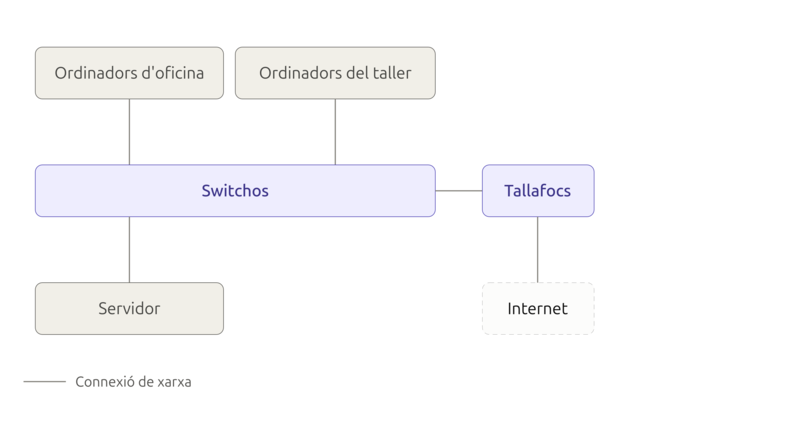 Ordinadors d'oficina
Ordinadors del taller
Switchos
Tallafocs
Servidor
Internet
Connexió de xarxa